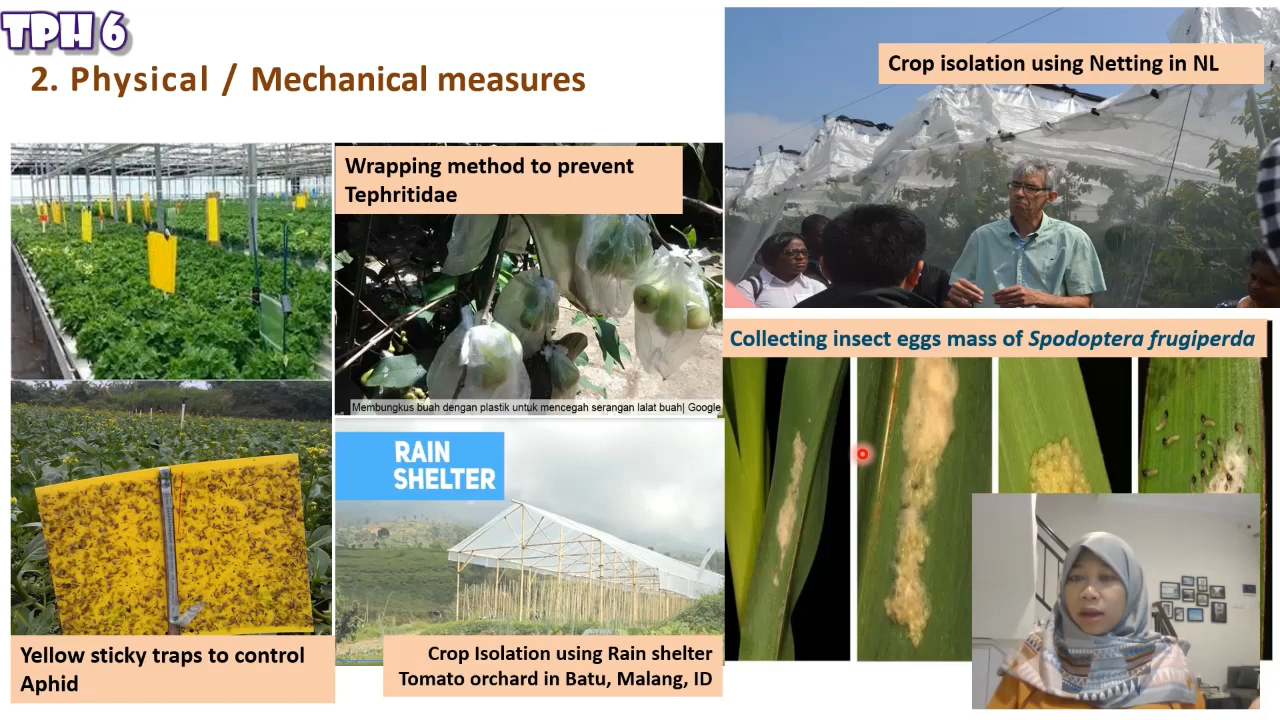 TPH 6
2. Physical / Mechanical measures
Crop isolation using Netting in NL
Wrapping method to prevent
Tephritidae
Membungkus buah dengan plastik untuk mencegah serangan lalat buah| Google
Collecting insect eggs mass of Spodoptera frugiperda
RAIN
SHELTER
Yellow sticky traps to control
Aphid
Crop Isolation using Rain shelter
Tomato orchard in Batu, Malang, ID